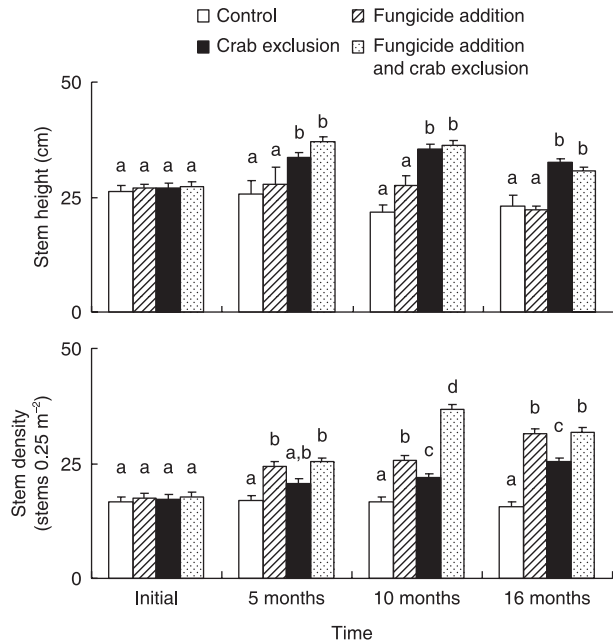 Control
Fungicide addition
Crab exclusion
Fungicide addition
and crab exclusion
50
25
0
Stem height (cm)
a a a a
a a b b
a a b b
a a b b
50
25
0
Stem density
(stems 0.25 m⁻²)
a a a a
a b a,b b
a b c d
a b c b
Initial 5 months 10 months 16 months
Time